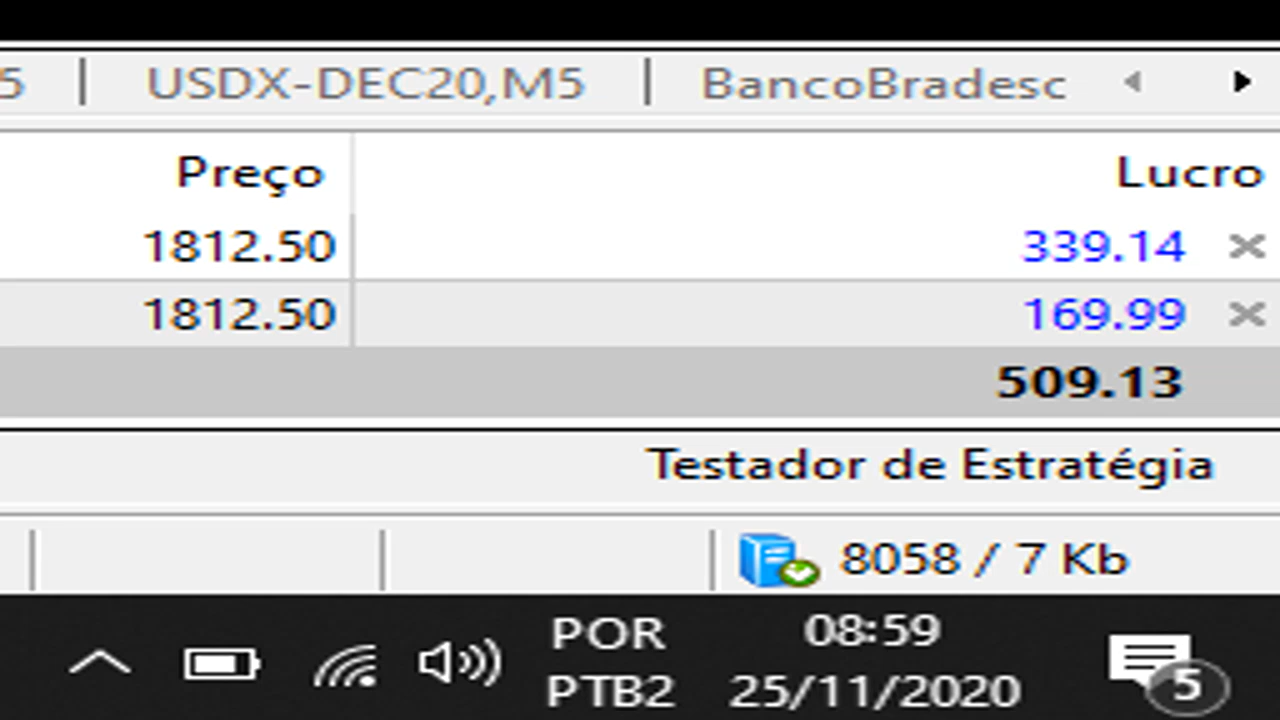 5 | USDX-DEC20,M5 | BancoBradesc
Preço Lucro
1812.50 339.14
1812.50 169.99
509.13
Testador de Estratégia
8058 / 7 Kb
POR 08:59
PTB2 25/11/2020 5